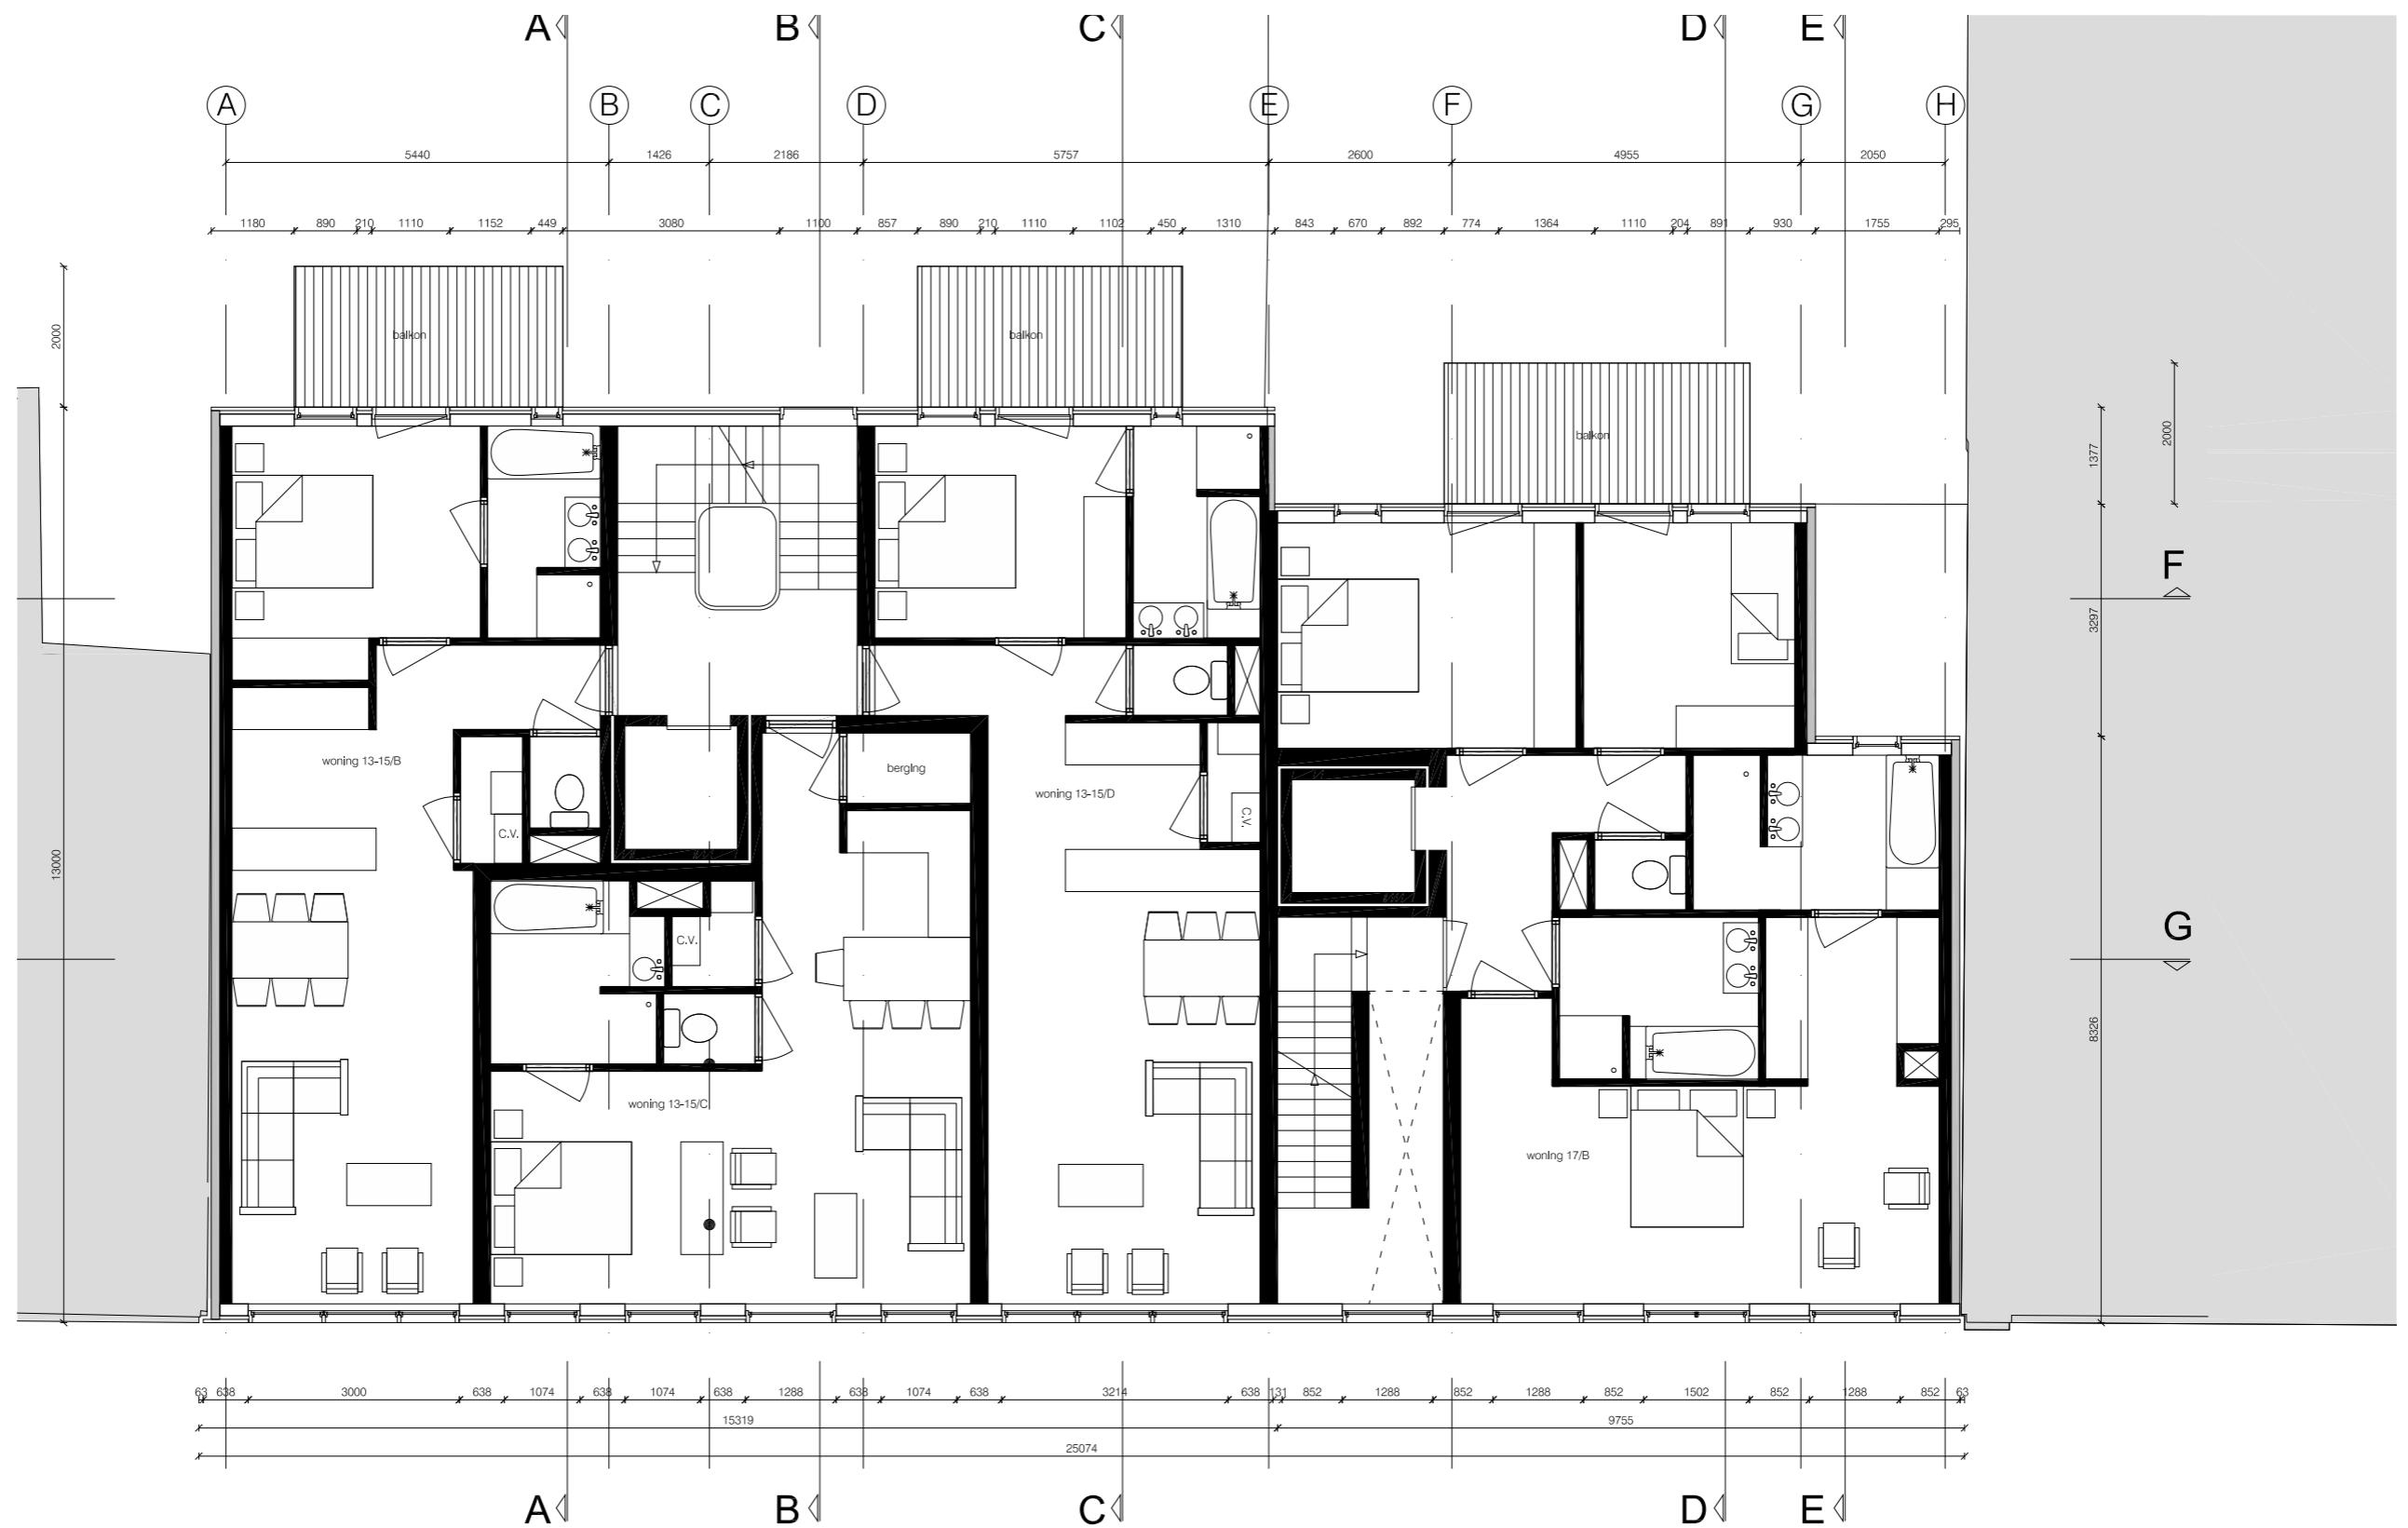 A B C D E
A B C D E F G H
5440 1426 2186 5757 2600 4955 2050
1180 890 210 1110 1152 449 3080 1100 857 890 210 1110 1102 450 1310 843 670 892 774 1364 1110 204 891 930 1755 295
2000
balkon balkon
balkon
1377
2000
F
3297
woning 13-15/B
berging
woning 13-15/D
C.V.
C.V.
13000
C.V.
G
8326
woning 13-15/C
woning 17/B
63 638 3000 638 1074 638 1074 638 1288 638 1074 638 3214 638 131 852 1288 852 1288 852 1502 852 1288 852 63
15319 9755
25074
A B C D E